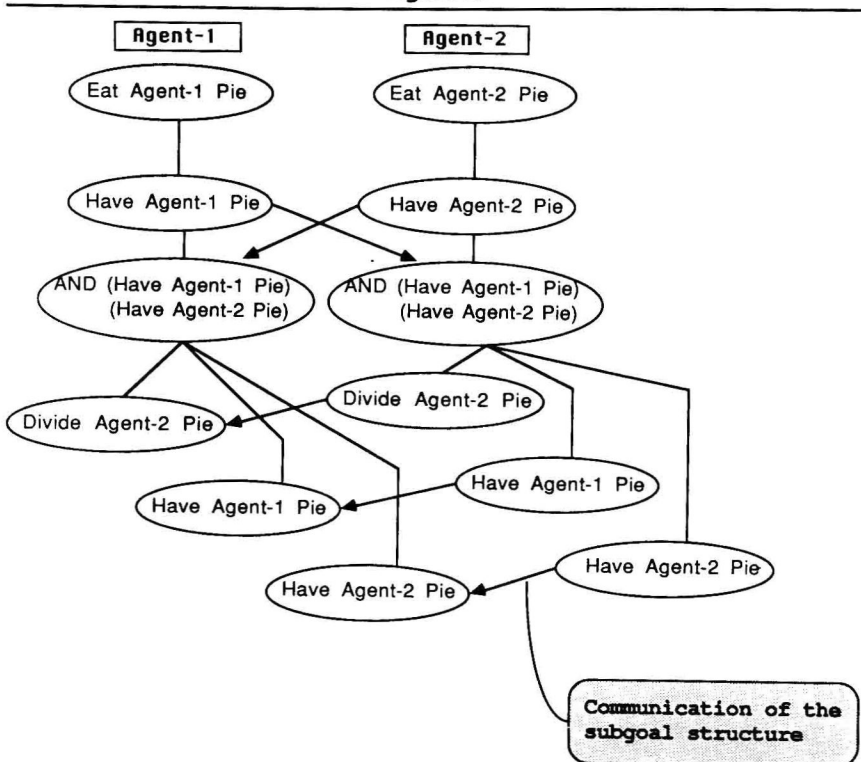 Agent-1 Agent-2
Eat Agent-1 Pie
Eat Agent-2 Pie
Have Agent-1 Pie
Have Agent-2 Pie
AND (Have Agent-1 Pie)
(Have Agent-2 Pie)
AND (Have Agent-1 Pie)
(Have Agent-2 Pie)
Divide Agent-2 Pie
Divide Agent-2 Pie
Have Agent-1 Pie
Have Agent-1 Pie
Have Agent-2 Pie
Have Agent-2 Pie
Communication of the
subgoal structure